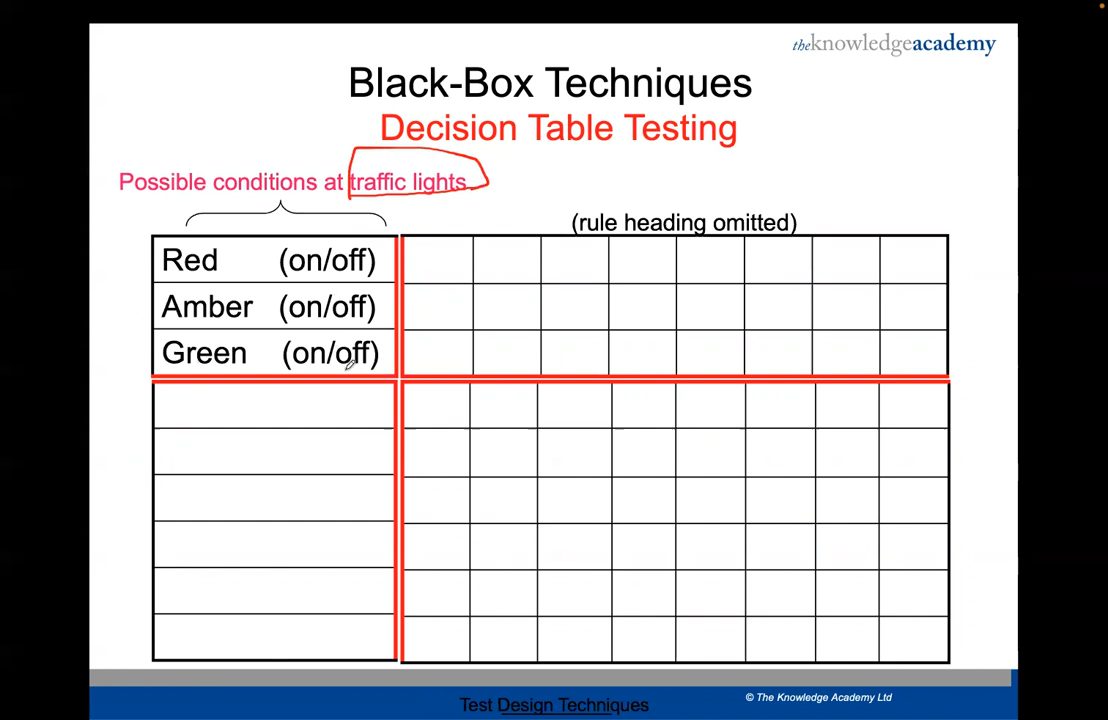 theknowledgeacademy
Black-Box Techniques
Decision Table Testing
Possible conditions at traffic lights
(rule heading omitted)
Red (on/off)
Amber (on/off)
Green (on/off)
Test Design Techniques
© The Knowledge Academy Ltd